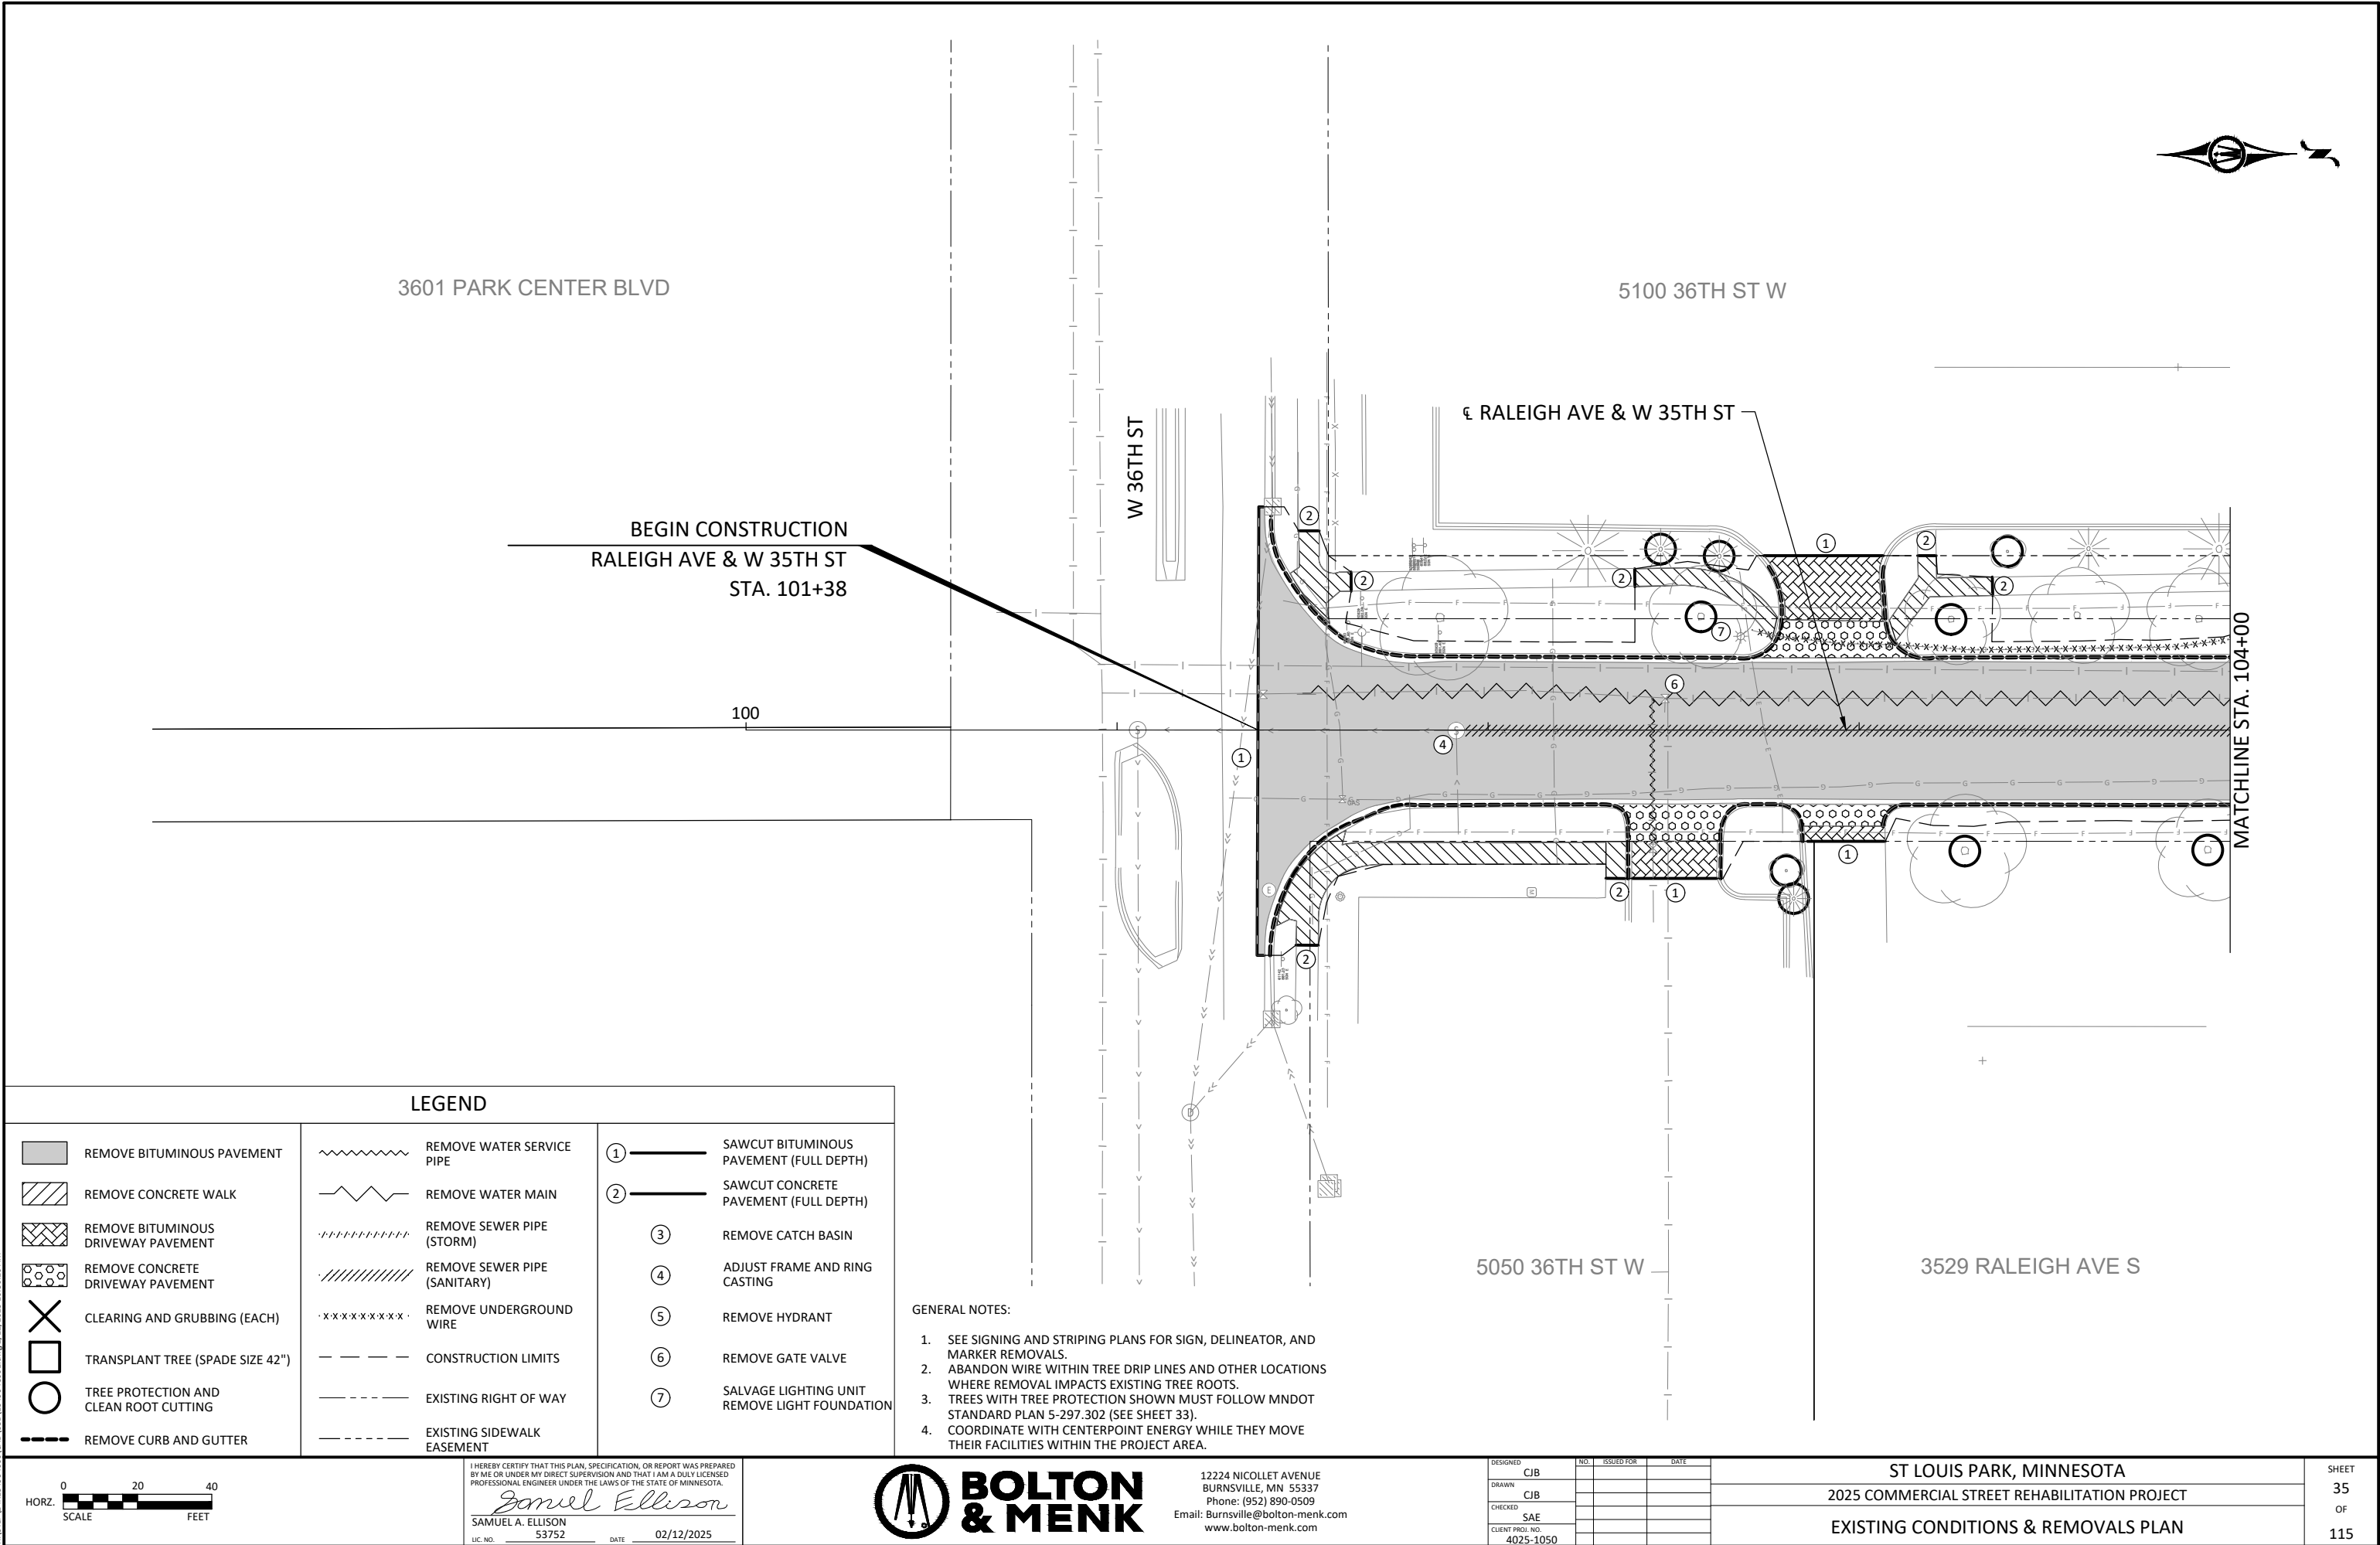 3601 PARK CENTER BLVD
5100 36TH ST W
℄ RALEIGH AVE & W 35TH ST
W 36TH ST
BEGIN CONSTRUCTION
RALEIGH AVE & W 35TH ST
STA. 101+38
100
MATCHLINE STA. 104+00
5050 36TH ST W
3529 RALEIGH AVE S
LEGEND
REMOVE BITUMINOUS PAVEMENT
REMOVE CONCRETE WALK
REMOVE BITUMINOUS
DRIVEWAY PAVEMENT
REMOVE CONCRETE
DRIVEWAY PAVEMENT
CLEARING AND GRUBBING (EACH)
TRANSPLANT TREE (SPADE SIZE 42")
TREE PROTECTION AND
CLEAN ROOT CUTTING
REMOVE CURB AND GUTTER
REMOVE WATER SERVICE
PIPE
REMOVE WATER MAIN
REMOVE SEWER PIPE
(STORM)
REMOVE SEWER PIPE
(SANITARY)
REMOVE UNDERGROUND
WIRE
CONSTRUCTION LIMITS
EXISTING RIGHT OF WAY
EXISTING SIDEWALK
EASEMENT
1 SAWCUT BITUMINOUS
PAVEMENT (FULL DEPTH)
2 SAWCUT CONCRETE
PAVEMENT (FULL DEPTH)
3 REMOVE CATCH BASIN
4 ADJUST FRAME AND RING
CASTING
5 REMOVE HYDRANT
6 REMOVE GATE VALVE
7 SALVAGE LIGHTING UNIT
REMOVE LIGHT FOUNDATION
GENERAL NOTES:
1. SEE SIGNING AND STRIPING PLANS FOR SIGN, DELINEATOR, AND
MARKER REMOVALS.
2. ABANDON WIRE WITHIN TREE DRIP LINES AND OTHER LOCATIONS
WHERE REMOVAL IMPACTS EXISTING TREE ROOTS.
3. TREES WITH TREE PROTECTION SHOWN MUST FOLLOW MNDOT
STANDARD PLAN 5-297.302 (SEE SHEET 33).
4. COORDINATE WITH CENTERPOINT ENERGY WHILE THEY MOVE
THEIR FACILITIES WITHIN THE PROJECT AREA.
0 20 40
HORZ.
SCALE FEET
I HEREBY CERTIFY THAT THIS PLAN, SPECIFICATION, OR REPORT WAS PREPARED
BY ME OR UNDER MY DIRECT SUPERVISION AND THAT I AM A DULY LICENSED
PROFESSIONAL ENGINEER UNDER THE LAWS OF THE STATE OF MINNESOTA.
Samuel Ellison
SAMUEL A. ELLISON
LIC. NO. 53752 DATE 02/12/2025
BOLTON
& MENK
12224 NICOLLET AVENUE
BURNSVILLE, MN 55337
Phone: (952) 890-0509
Email: Burnsville@bolton-menk.com
www.bolton-menk.com
DESIGNED
CJB
DRAWN
CJB
CHECKED
SAE
CLIENT PROJ. NO.
4025-1050
NO. ISSUED FOR DATE
ST LOUIS PARK, MINNESOTA
2025 COMMERCIAL STREET REHABILITATION PROJECT
EXISTING CONDITIONS & REMOVALS PLAN
SHEET
35
OF
115